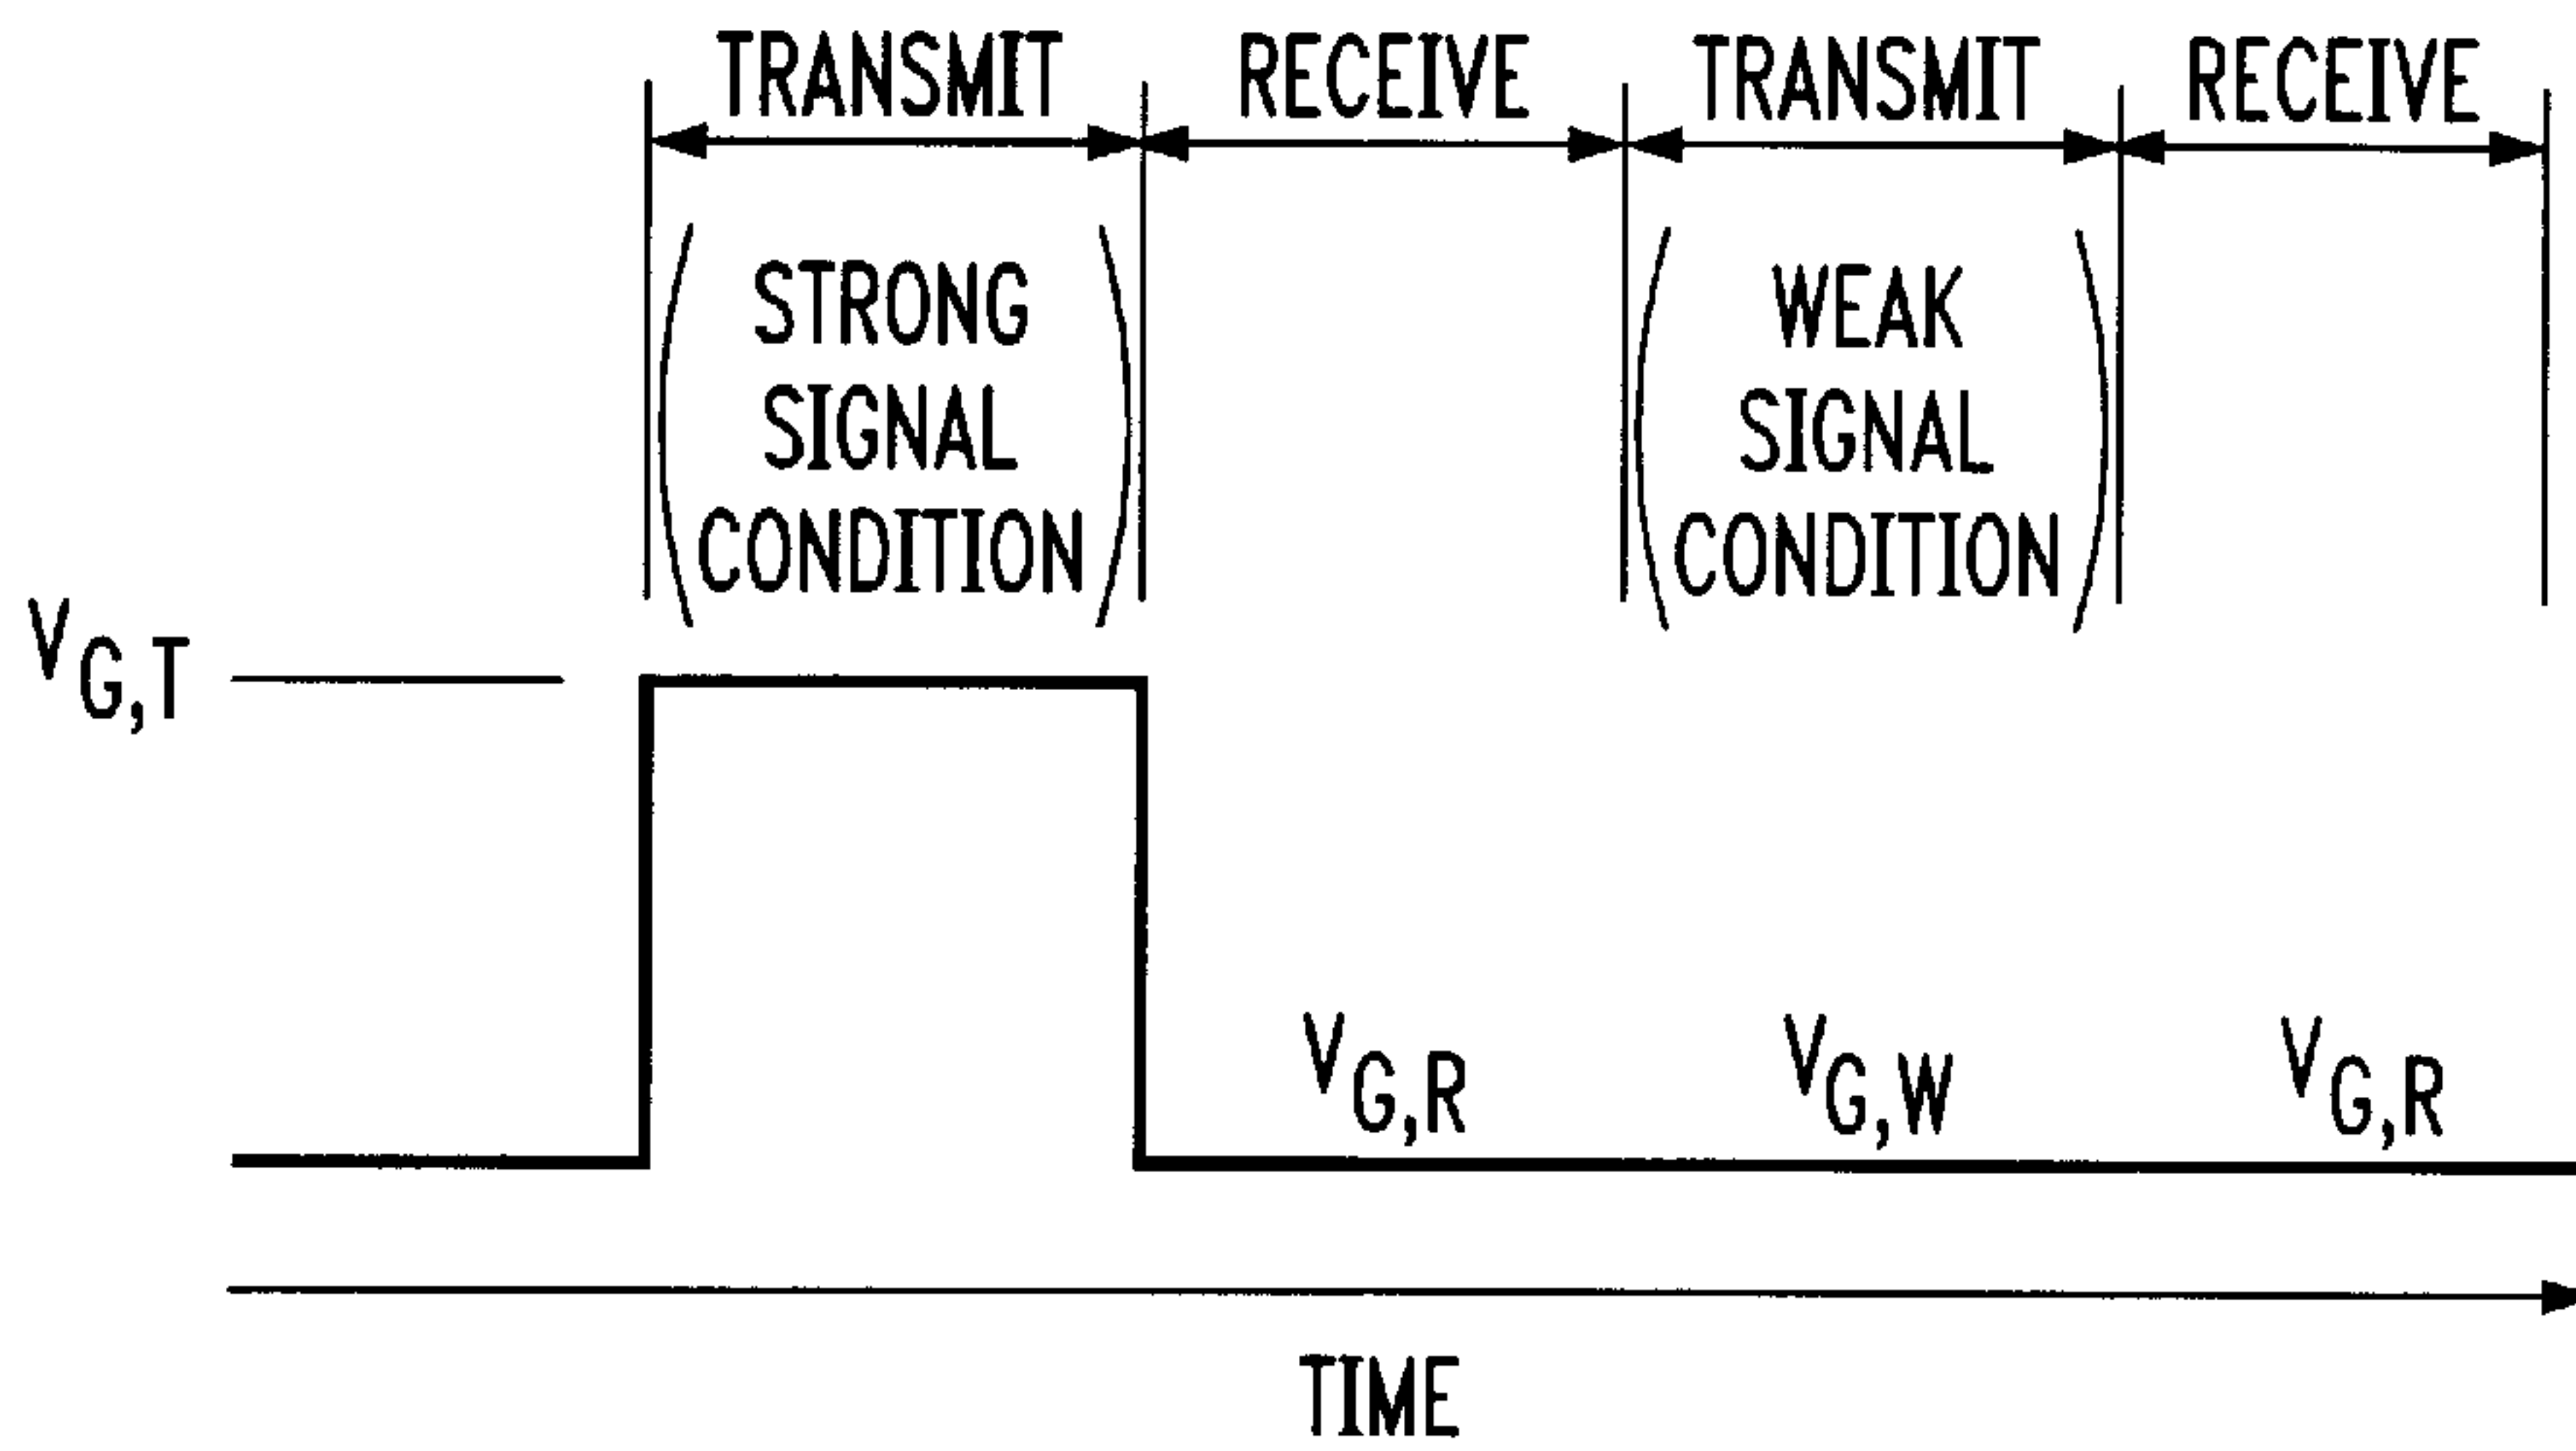 TRANSMIT RECEIVE TRANSMIT RECEIVE
STRONG
SIGNAL
CONDITION
WEAK
SIGNAL
CONDITION
VG,T
VG,R VG,W VG,R
TIME